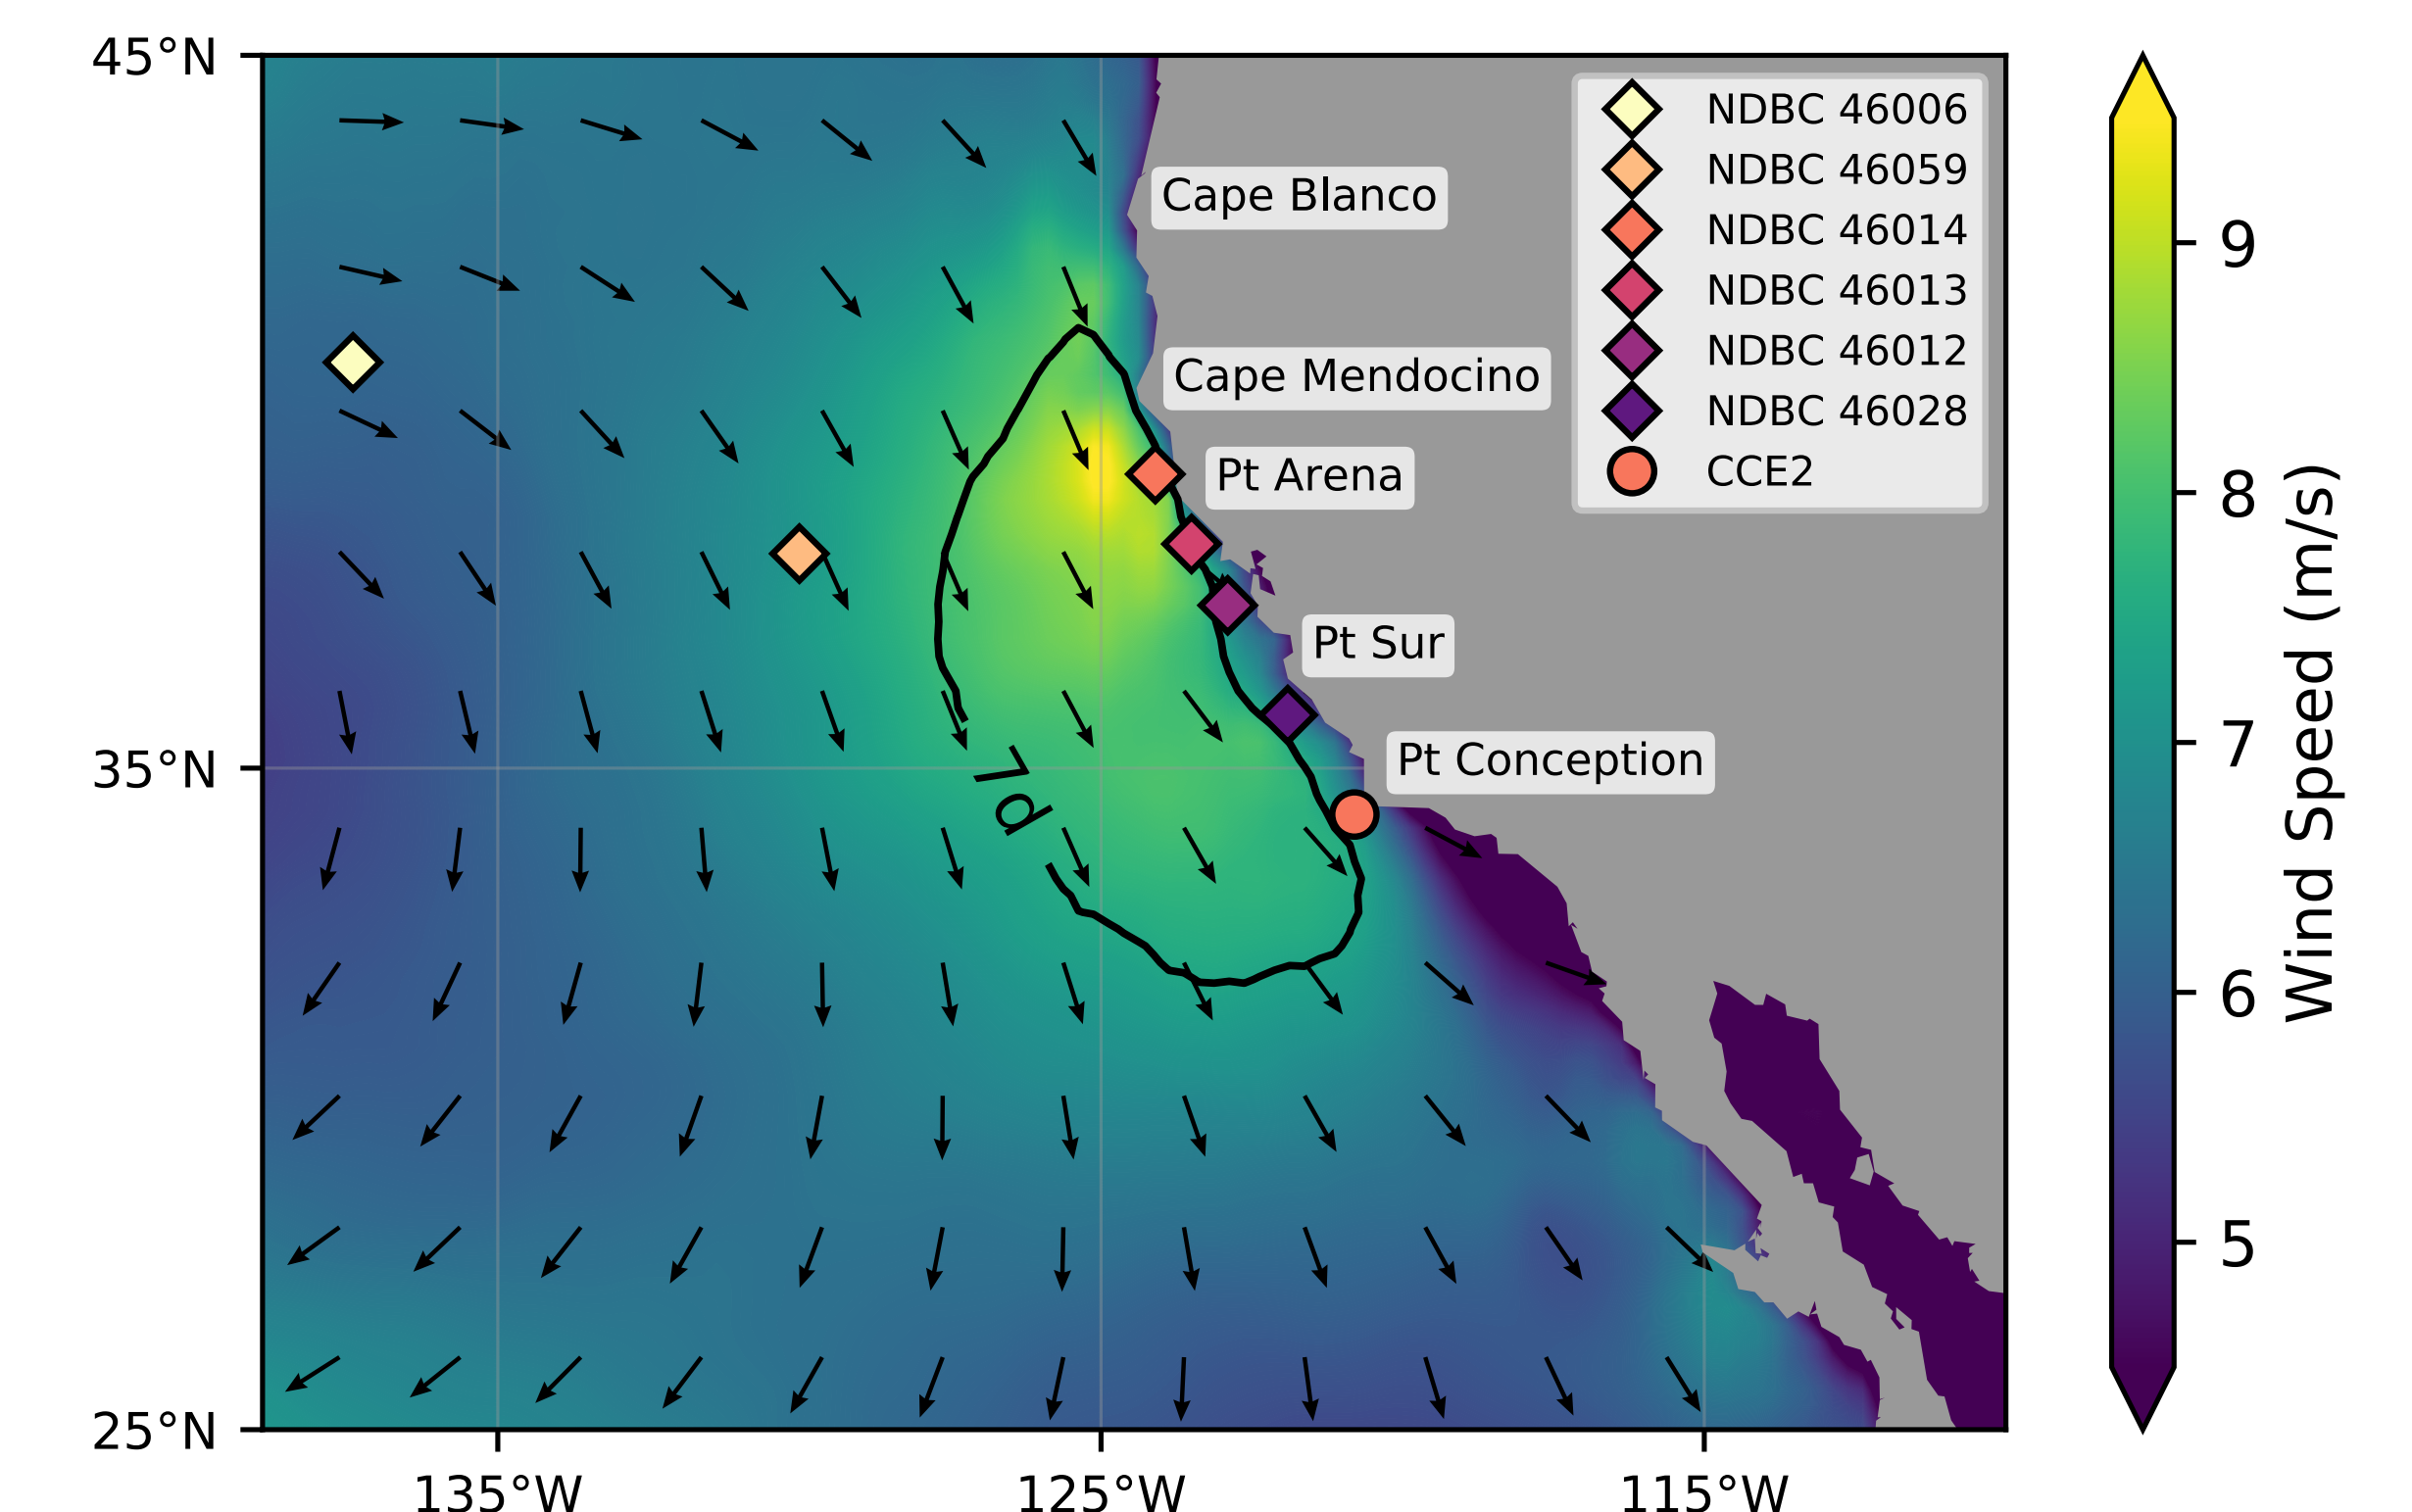 45°N
35°N
25°N
135°W
125°W
115°W
Cape Blanco
Cape Mendocino
Pt Arena
Pt Sur
Pt Conception
7d
NDBC 46006
NDBC 46059
NDBC 46014
NDBC 46013
NDBC 46012
NDBC 46028
CCE2
9
8
7
6
5
Wind Speed (m/s)